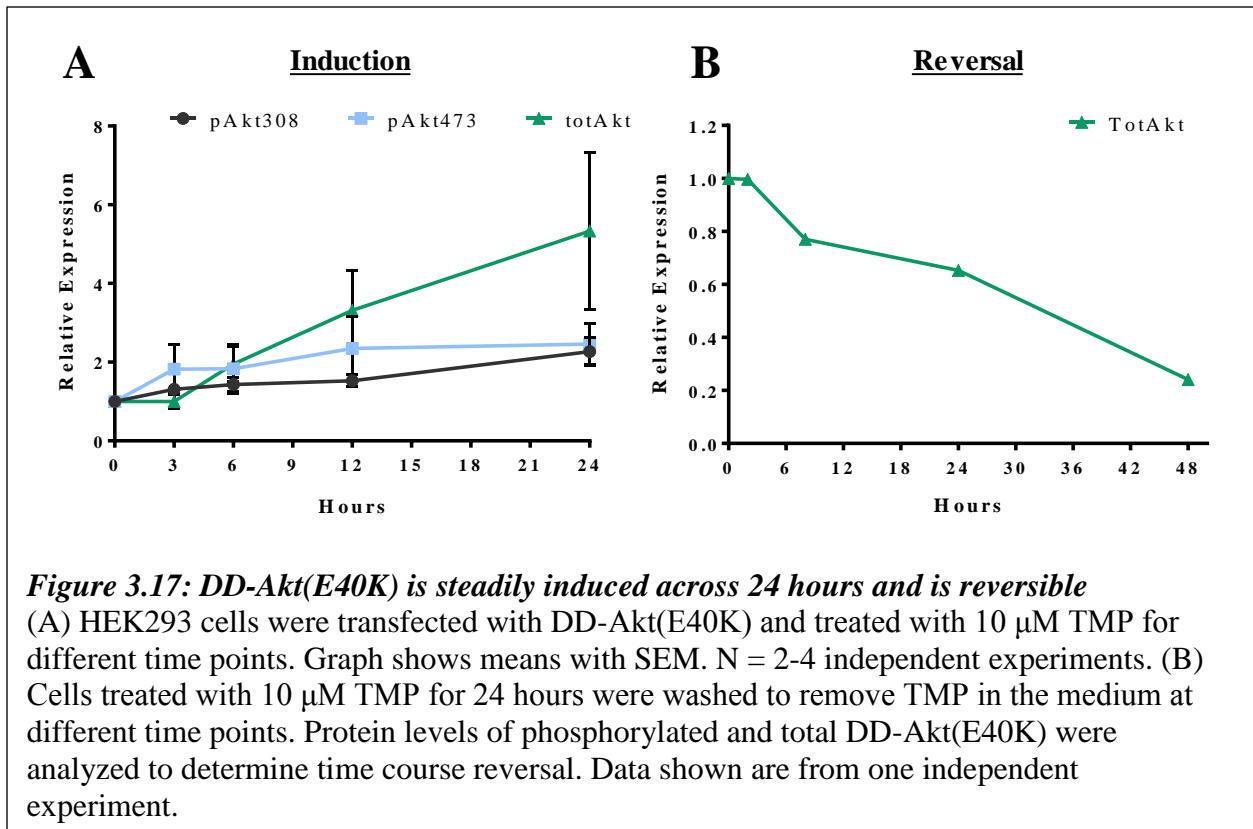 A
Induction
pAkt308 pAkt473 totAkt
8
6
4
2
0
Relative Expression
0 3 6 9 12 15 18 21 24
Hours
B
Reversal
TotAkt
1.2
1.0
0.8
0.6
0.4
0.2
0.0
Relative Expression
0 6 12 18 24 30 36 42 48
Hours
Figure 3.17: DD-Akt(E40K) is steadily induced across 24 hours and is reversible
(A) HEK293 cells were transfected with DD-Akt(E40K) and treated with 10 μM TMP for
different time points. Graph shows means with SEM. N = 2-4 independent experiments. (B)
Cells treated with 10 μM TMP for 24 hours were washed to remove TMP in the medium at
different time points. Protein levels of phosphorylated and total DD-Akt(E40K) were
analyzed to determine time course reversal. Data shown are from one independent
experiment.